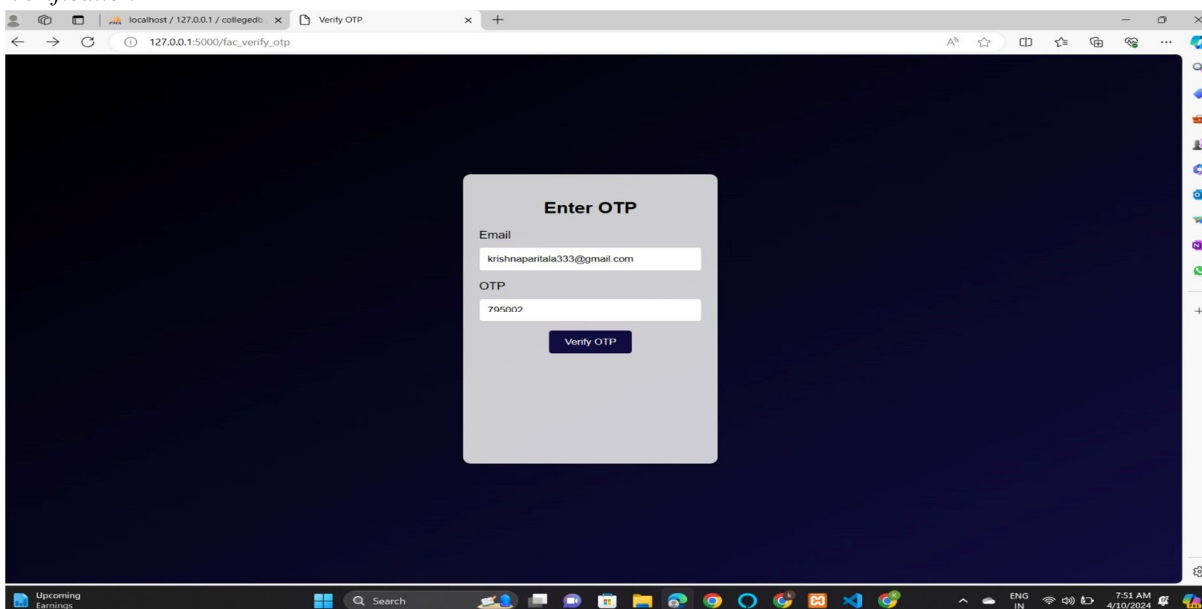 localhost / 127.0.0.1 / collegedb
Verify OTP
127.0.0.1:5000/fac_verify_otp
Enter OTP
Email
krishnaparitala333@gmail.com
OTP
795002
Verify OTP
Upcoming
Earnings
Search
ENG
IN
7:51 AM
4/10/2024